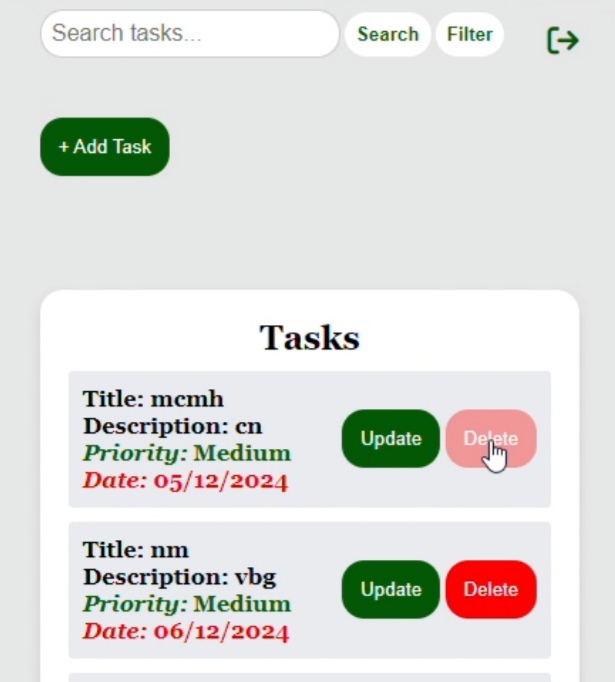 Search tasks...
Search
Filter
+ Add Task
Tasks
Title: mcmh
Description: cn
Priority: Medium
Date: 05/12/2024
Update
Delete
Title: nm
Description: vbg
Priority: Medium
Date: 06/12/2024
Update
Delete